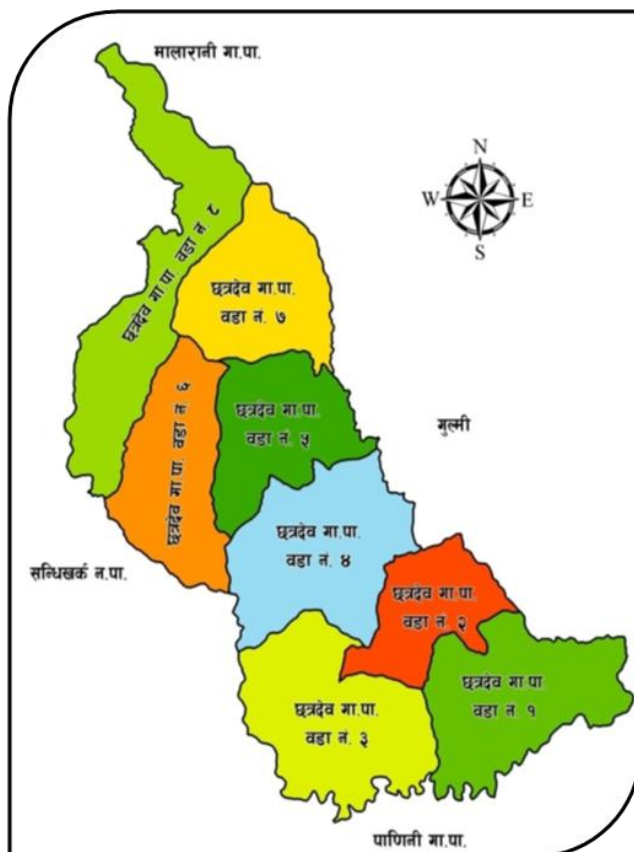 मालारानी गा.पा.
N
W E
S
छत्रदेव गा.पा. वडा नं. ८
छत्रदेव गा.पा.
वडा नं. ७
छत्रदेव गा.पा. वडा नं. ६
छत्रदेव गा.पा.
वडा नं. ५
गुल्मी
छत्रदेव गा.पा.
वडा नं. ४
सन्धिखर्क न.पा.
छत्रदेव गा.पा.
वडा नं. २
छत्रदेव गा.पा.
वडा नं. १
छत्रदेव गा.पा.
वडा नं. ३
पाणिनी गा.पा.